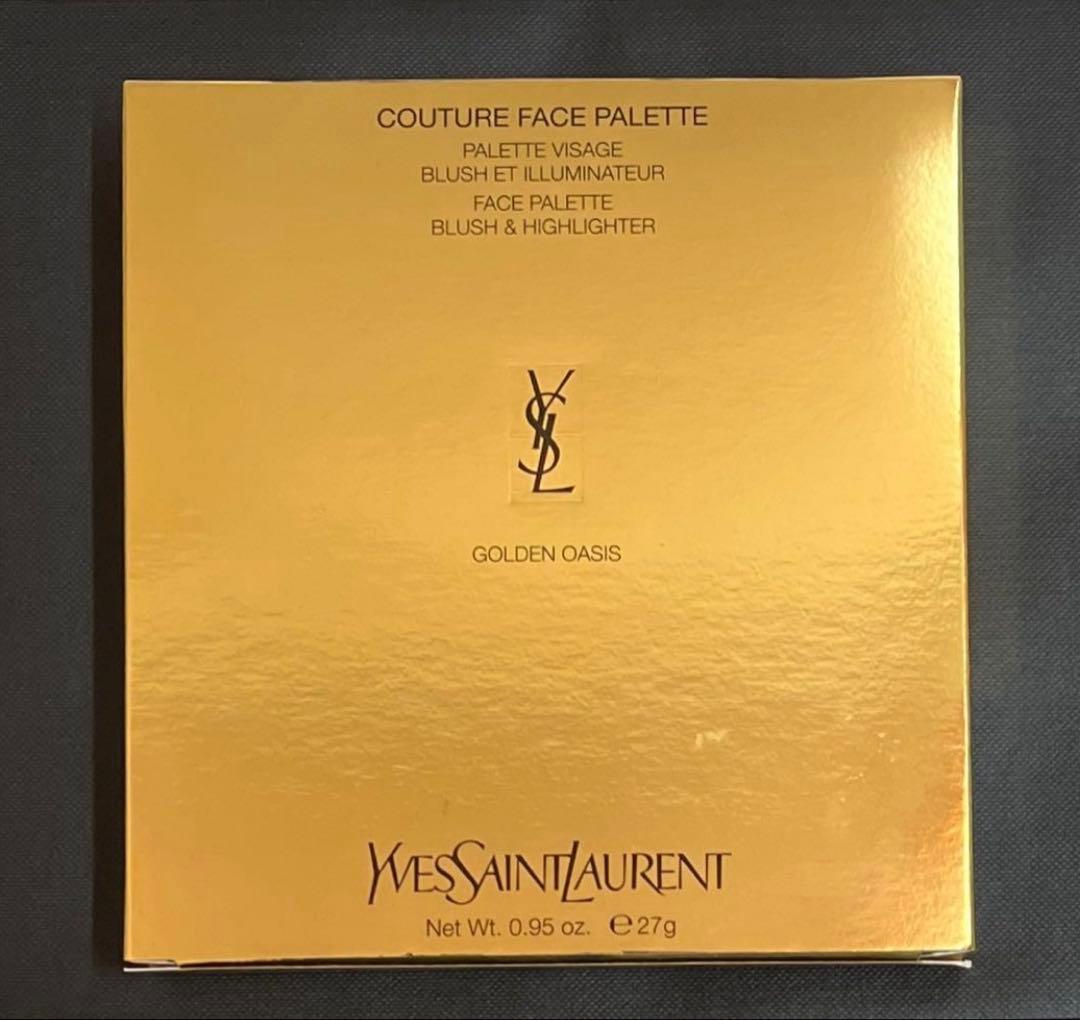 COUTURE FACE PALETTE
PALETTE VISAGE
BLUSH ET ILLUMINATEUR
FACE PALETTE
BLUSH & HIGHLIGHTER
YSL
GOLDEN OASIS
YVESSAINTLAURENT
Net Wt. 0.95 oz. ℮27g